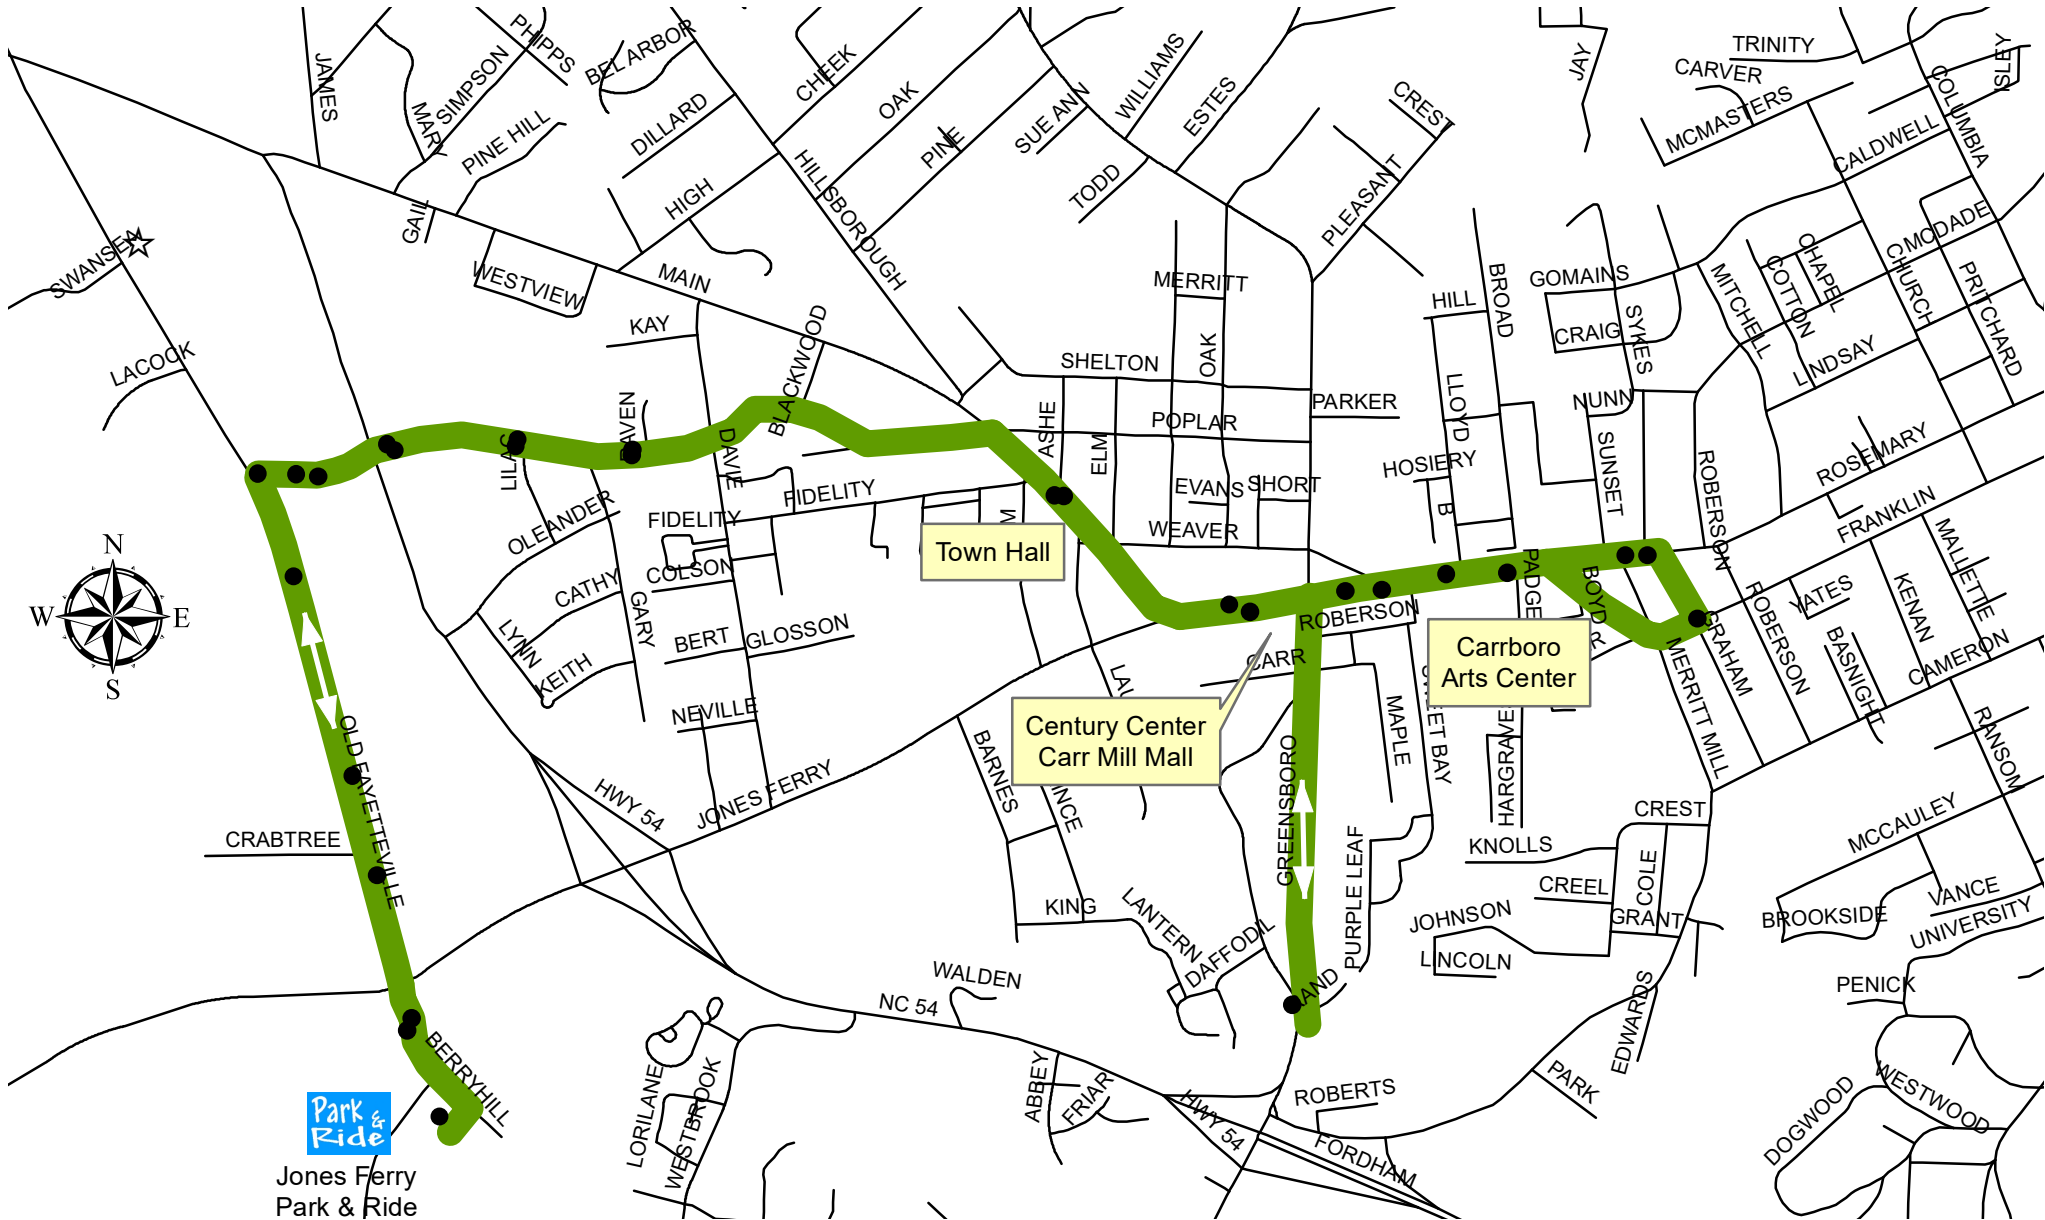 JAMES
PHIPPS
BEL ARBOR
SIMPSON
MARY
PINE HILL
DILLARD
CHEEK
OAK
PINE
SUE ANN
WILLIAMS
ESTES
TODD
CREST
PLEASANT
JAY
TRINITY
CARVER
MCMASTERS
ISLEY
COLUMBIA
CALDWELL
GAIL
HIGH
HILLSBOROUGH
SWANSEA
WESTVIEW
MAIN
MERRITT
HILL
BROAD
GOMAINS
CRAIG
SYKES
MITCHELL
COTTON
CHAPEL
CHURCH
MCDADE
PRITCHARD
LINDSAY
LACOCK
KAY
BLACKWOOD
SHELTON
OAK
PARKER
LLOYD
NUNN
RAVEN
DAVIE
ASHE
ELM
POPLAR
LILAC
HOSIERY
SUNSET
ROBERSON
ROSEMARY
FRANKLIN
FIDELITY
EVANS
SHORT
B
OLEANDER
FIDELITY
M
WEAVER
Town Hall
N
W
E
S
COLSON
CATHY
GARY
BERT
GLOSSON
LYNN
KEITH
NEVILLE
ROBERSON
CARR
PADGE
BOYD
R
Carrboro
Arts Center
GRAHAM
MERRITT MILL
ROBERSON
YATES
BASNIGHT
KENAN
MALLETTE
CAMERON
RANSOM
OLD FAYETTEVILLE
CRABTREE
HWY 54
JONES FERRY
BARNES
Century Center
Carr Mill Mall
GREENSBORO
MAPLE
HARGRAVE
PURPLE LEAF
KNOLLS
CREST
CREEL
COLE
GRANT
JOHNSON
LINCOLN
MCCAULEY
BROOKSIDE
VANCE
UNIVERSITY
PENICK
KING
LANTERN
DAFFODIL
WALDEN
NC 54
EDWARDS
BERRYHILL
LORILANE
WESTBROOK
ABBEY
FRIAR
HWY 54
ROBERTS
FORDHAM
PARK
DOGWOOD
WESTWOOD
Park &
Ride
Jones Ferry
Park & Ride